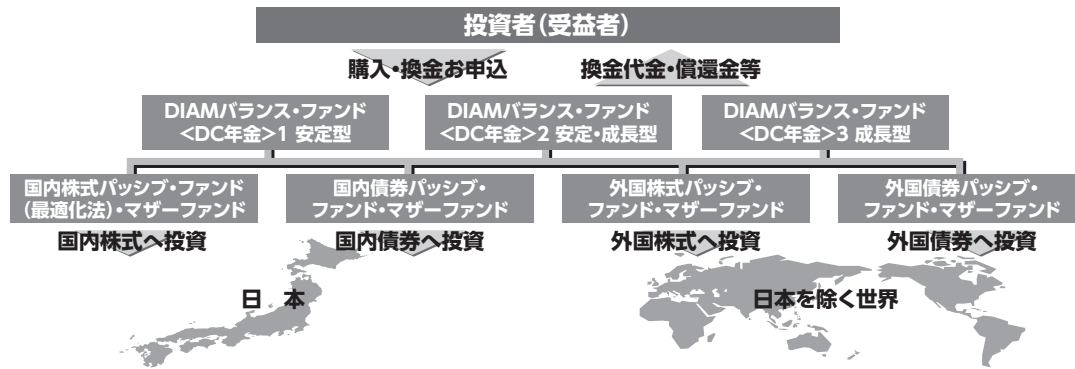 投資者（受益者）
購入・換金お申込
換金代金・償還金等
DIAMバランス・ファンド
<DC年金>1 安定型
DIAMバランス・ファンド
<DC年金>2 安定・成長型
DIAMバランス・ファンド
<DC年金>3 成長型
国内株式パッシブ・ファンド
（最適化法）・マザーファンド
国内債券パッシブ・
ファンド・マザーファンド
外国株式パッシブ・
ファンド・マザーファンド
外国債券パッシブ・
ファンド・マザーファンド
国内株式へ投資
国内債券へ投資
外国株式へ投資
外国債券へ投資
日　本
日本を除く世界